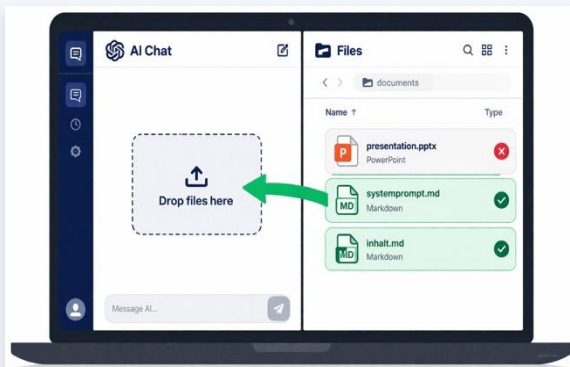 AI Chat
Drop files here
Message AI...
Files
documents
Name ↑
Type
P
presentation.pptx
PowerPoint
MD
systemprompt.md
Markdown
MD
inhalt.md
Markdown